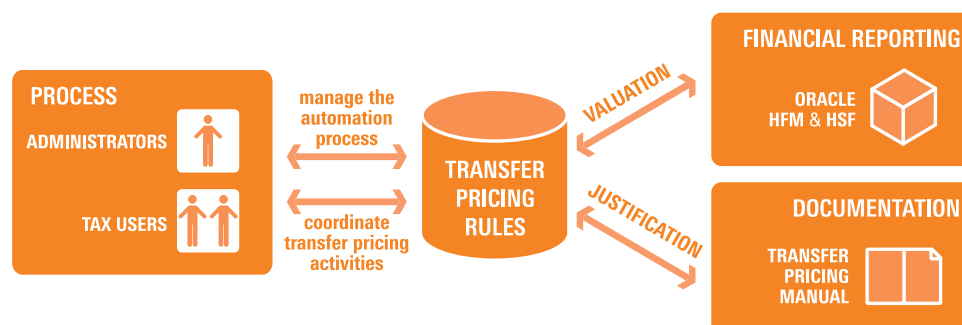 PROCESS
ADMINISTRATORS
TAX USERS
manage the
automation
process
coordinate
transfer pricing
activities
TRANSFER
PRICING
RULES
VALUATION
JUSTIFICATION
FINANCIAL REPORTING
ORACLE
HFM & HSF
DOCUMENTATION
TRANSFER
PRICING
MANUAL